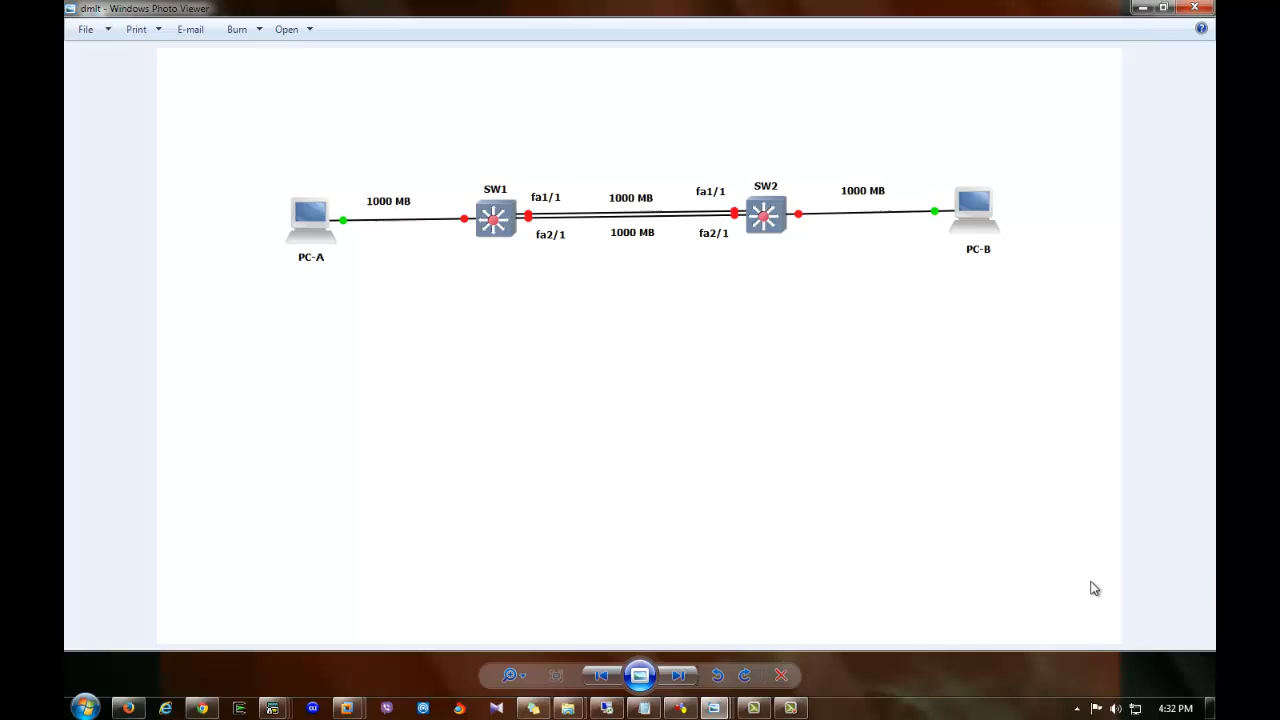 dmlt - Windows Photo Viewer
File Print E-mail Burn Open
SW1
SW2
fa1/1
fa1/1
1000 MB
1000 MB
1000 MB
fa2/1
1000 MB
fa2/1
PC-A
PC-B
4:32 PM